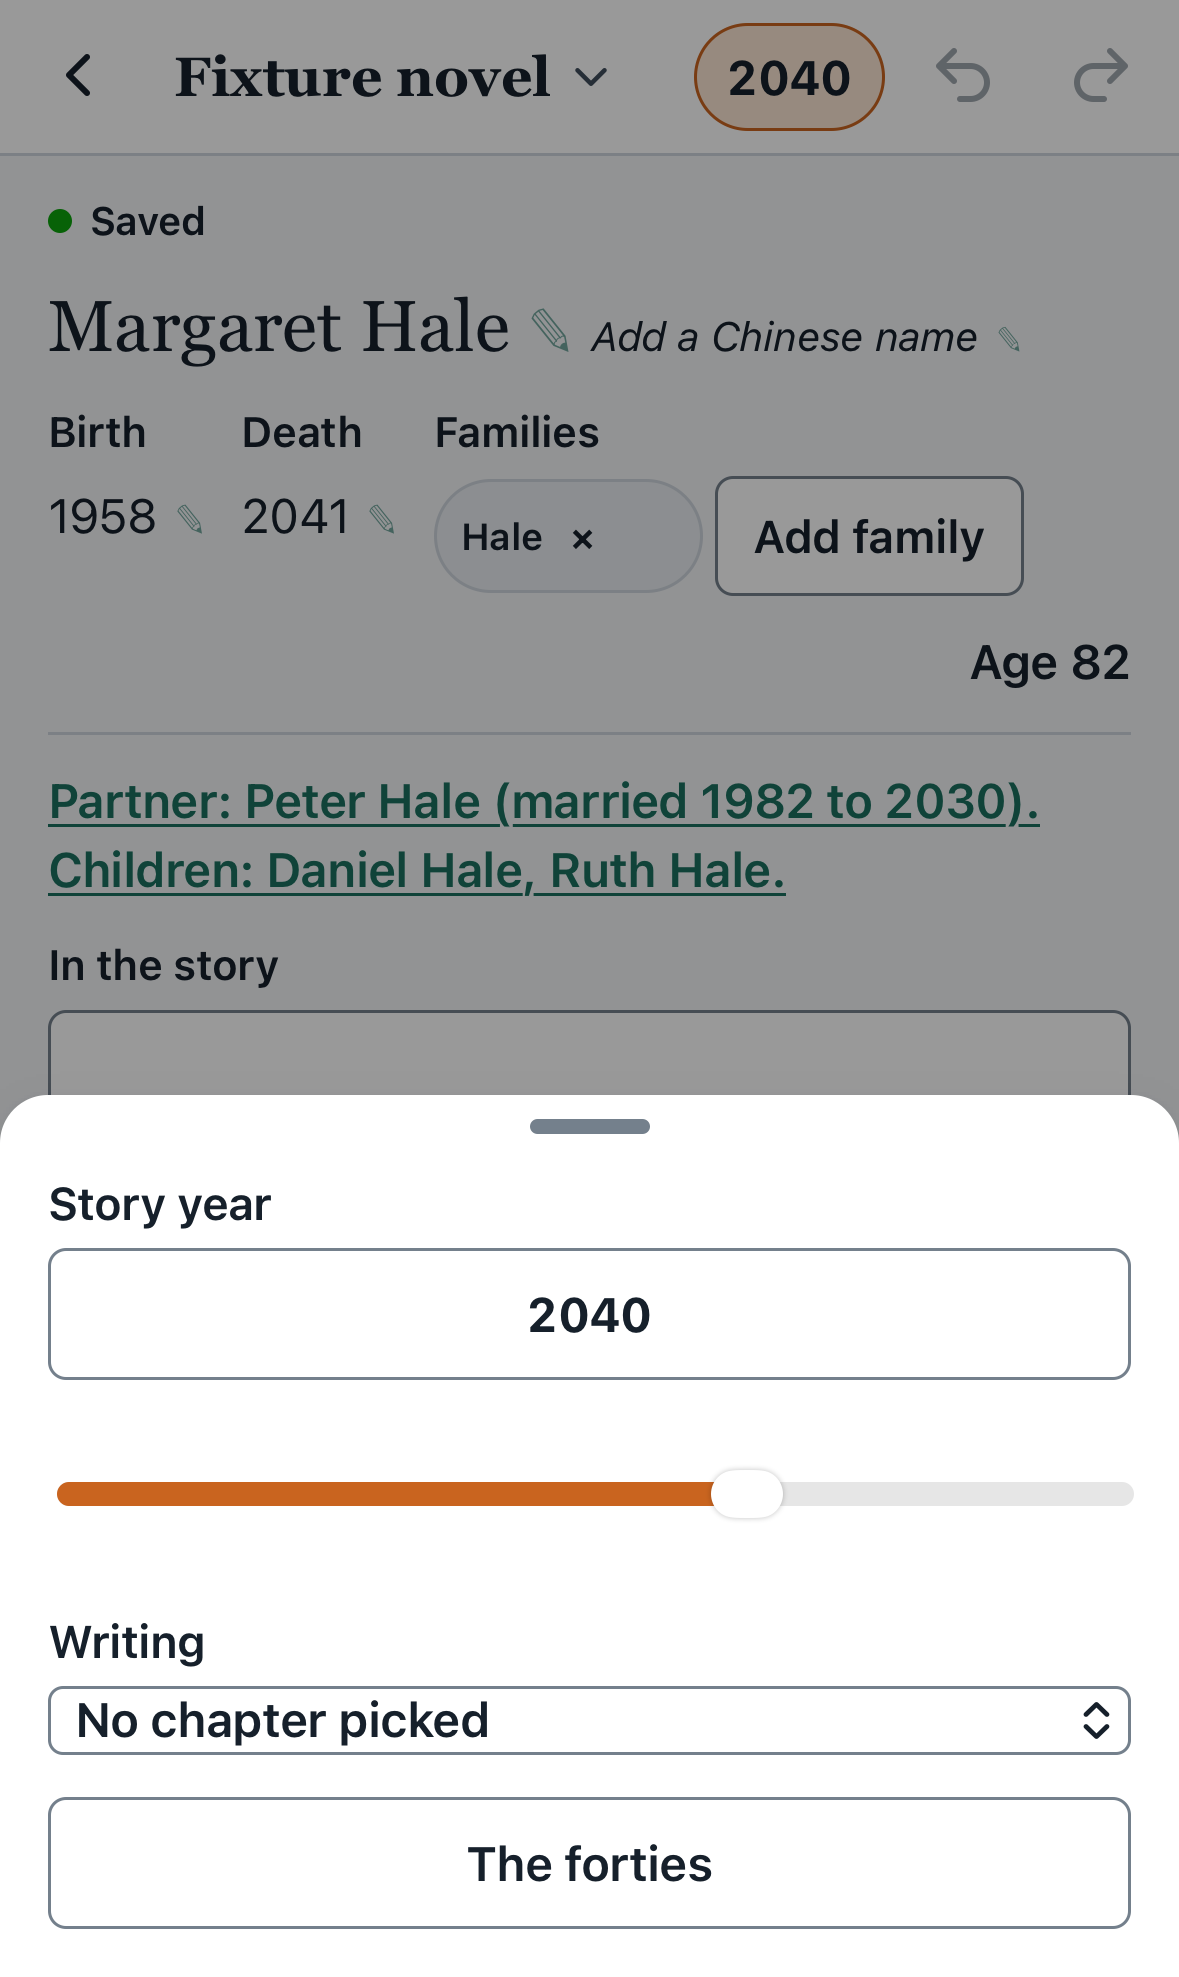 Fixture novel
2040
Saved
Margaret Hale Add a Chinese name
Birth Death Families
1958 2041 Hale × Add family
Age 82
Partner: Peter Hale (married 1982 to 2030).
Children: Daniel Hale, Ruth Hale.
In the story
Story year
2040
Writing
No chapter picked
The forties